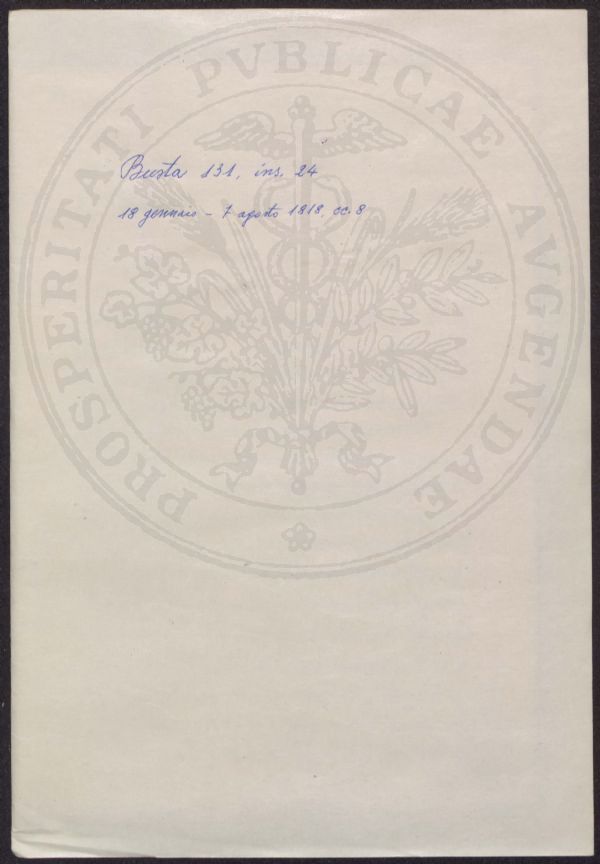 PROSPERITATI PVBLICAE AVGENDAE
Busta 131, ins. 24
18 gennaio - 7 agosto 1818, cc. 8